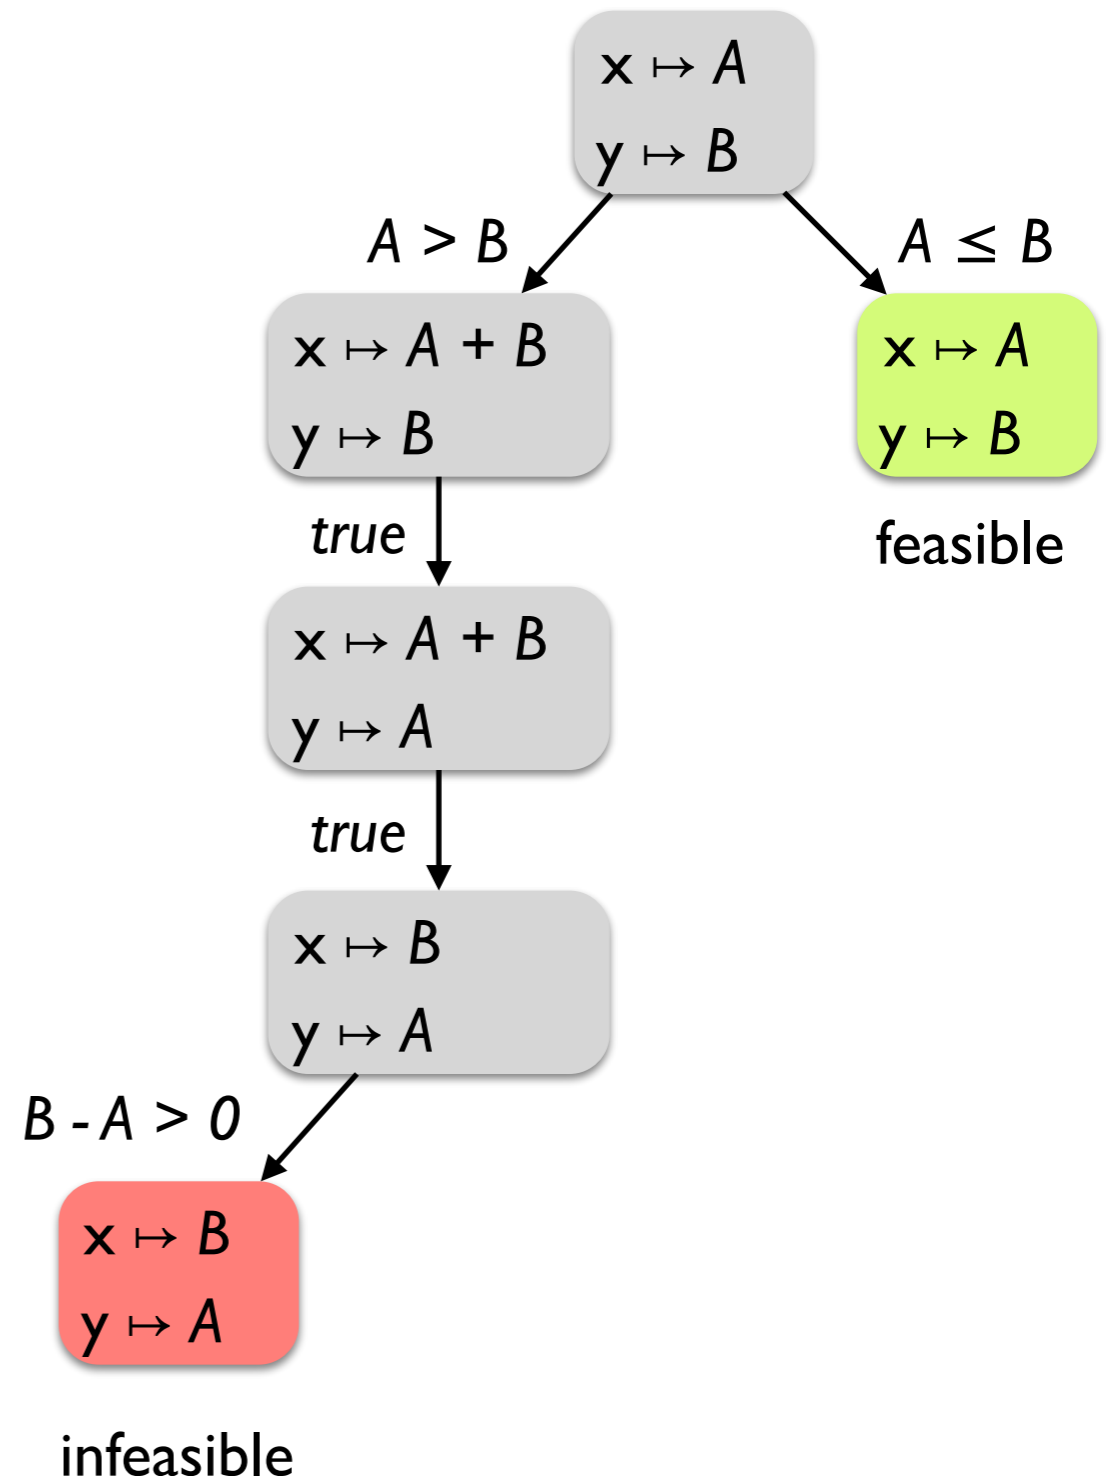 x ↦ A
y ↦ B
A > B
A ≤ B
x ↦ A + B
y ↦ B
x ↦ A
y ↦ B
true
feasible
x ↦ A + B
y ↦ A
true
x ↦ B
y ↦ A
B - A > 0
x ↦ B
y ↦ A
infeasible